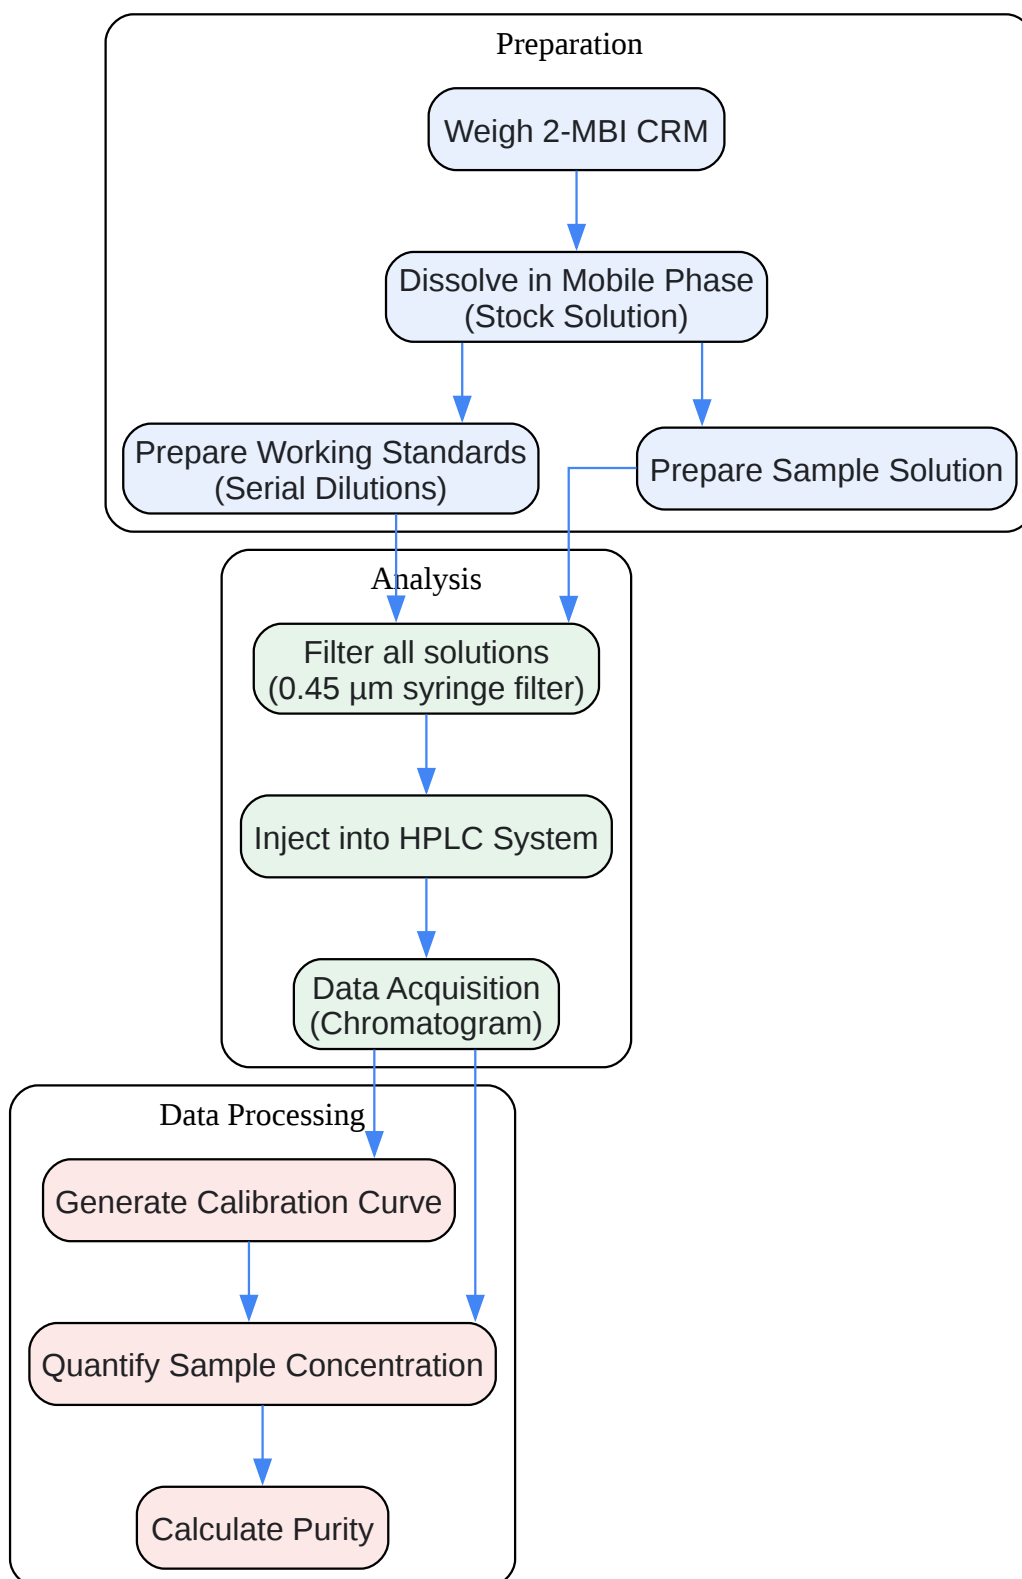 Preparation
Weigh 2-MBI CRM
Dissolve in Mobile Phase
(Stock Solution)
Prepare Working Standards
(Serial Dilutions)
Prepare Sample Solution
Analysis
Filter all solutions
(0.45 µm syringe filter)
Inject into HPLC System
Data Acquisition
(Chromatogram)
Data Processing
Generate Calibration Curve
Quantify Sample Concentration
Calculate Purity